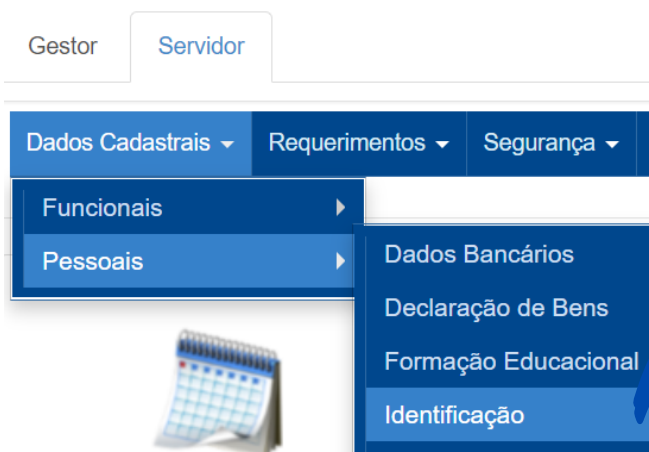 Gestor Servidor
Dados Cadastrais Requerimentos Segurança
Funcionais
Pessoais
Dados Bancários
Declaração de Bens
Formação Educacional
Identificação